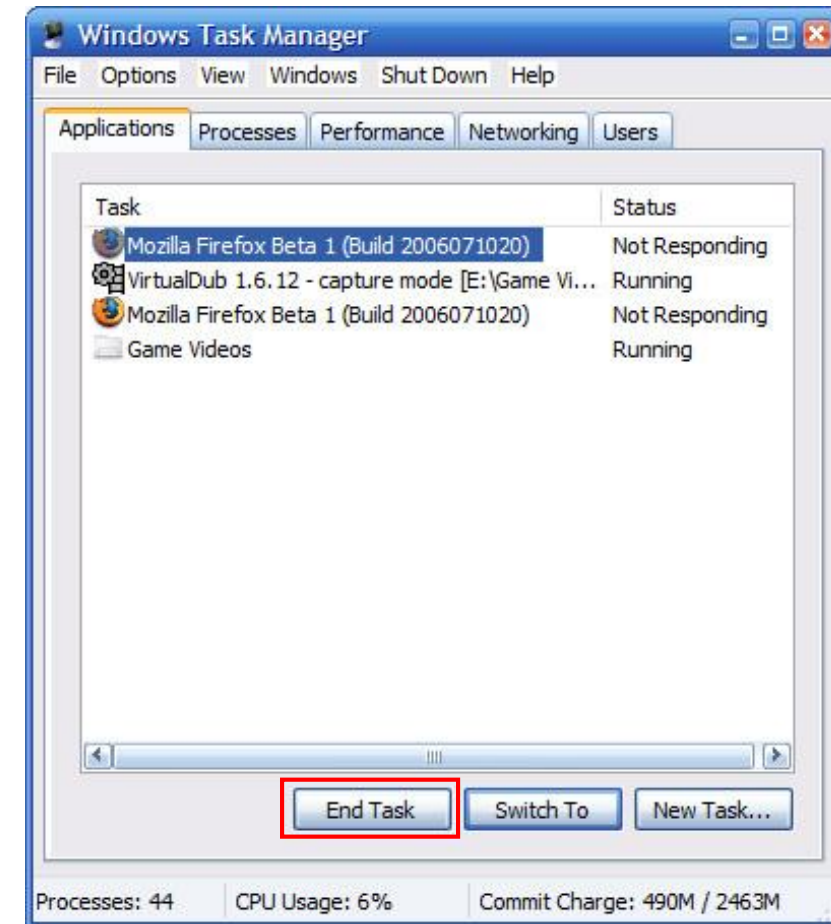 Windows Task Manager
File Options View Windows Shut Down Help
Applications Processes Performance Networking Users
Task Status
Mozilla Firefox Beta 1 (Build 2006071020) Not Responding
VirtualDub 1.6.12 - capture mode [E:\Game Vi... Running
Mozilla Firefox Beta 1 (Build 2006071020) Not Responding
Game Videos Running
End Task Switch To New Task...
Processes: 44 CPU Usage: 6% Commit Charge: 490M / 2463M